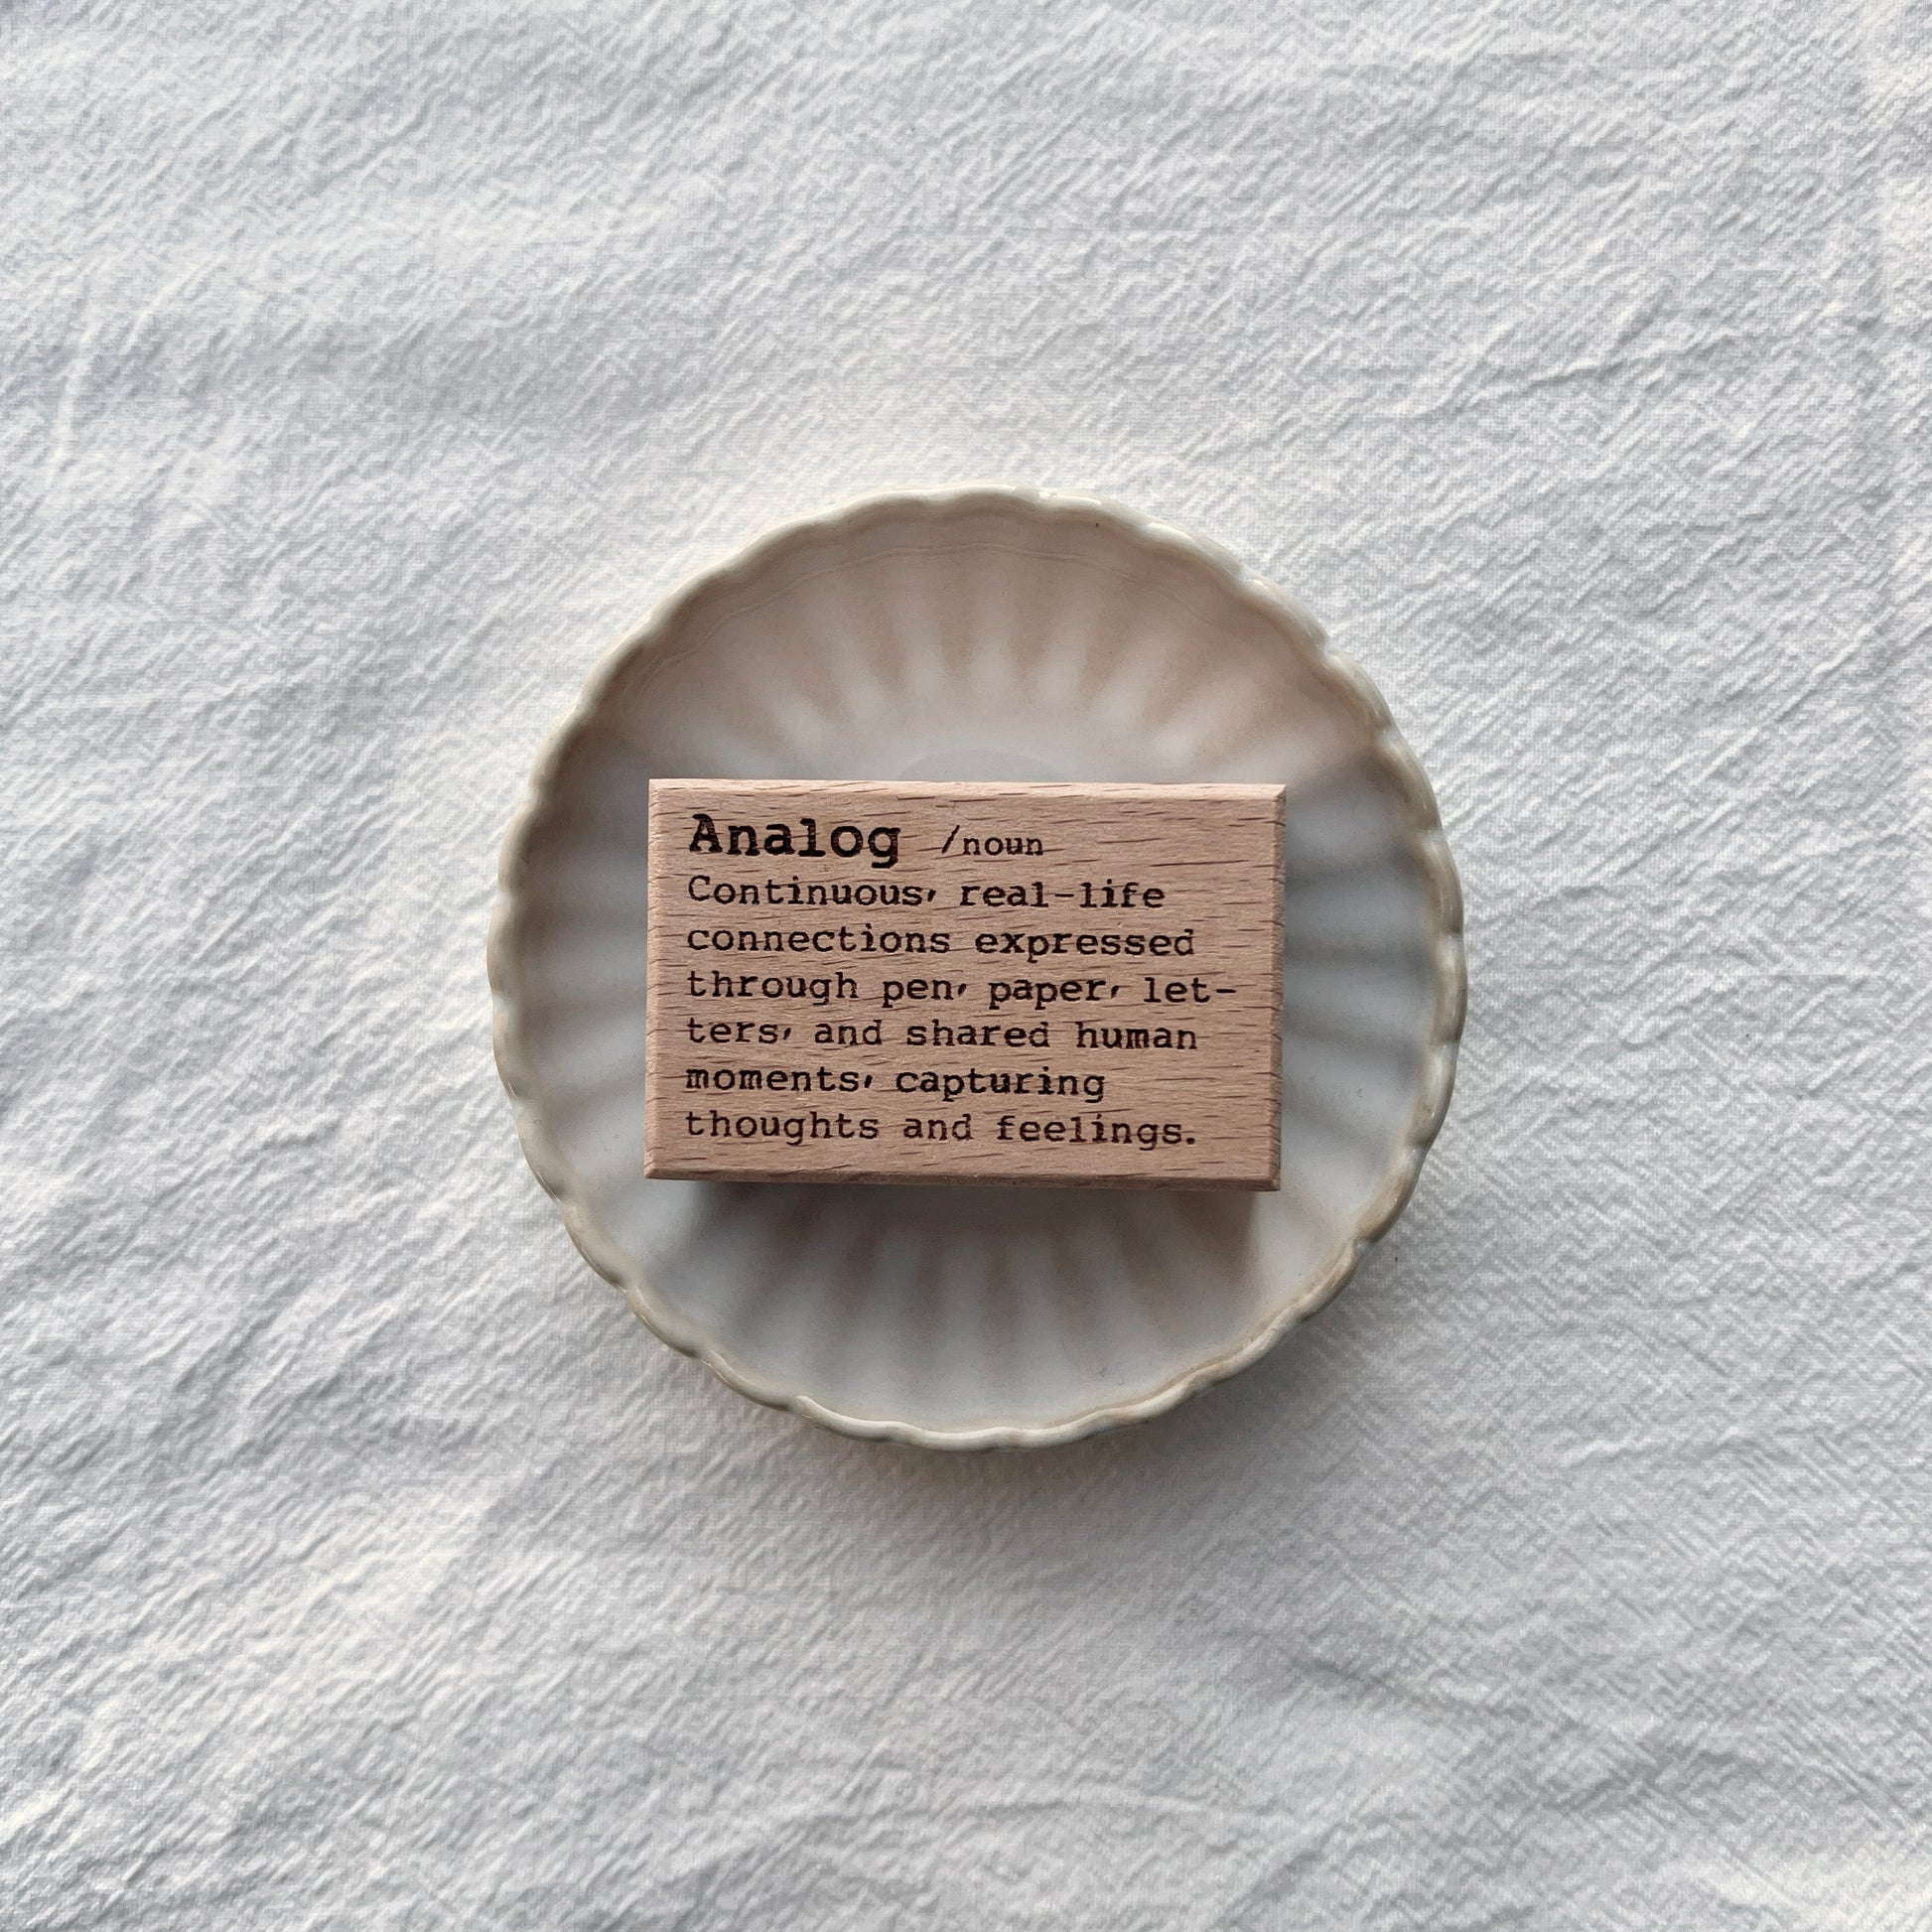 Analog /noun
Continuous, real-life
connections expressed
through pen, paper, let-
ters, and shared human
moments, capturing
thoughts and feelings.